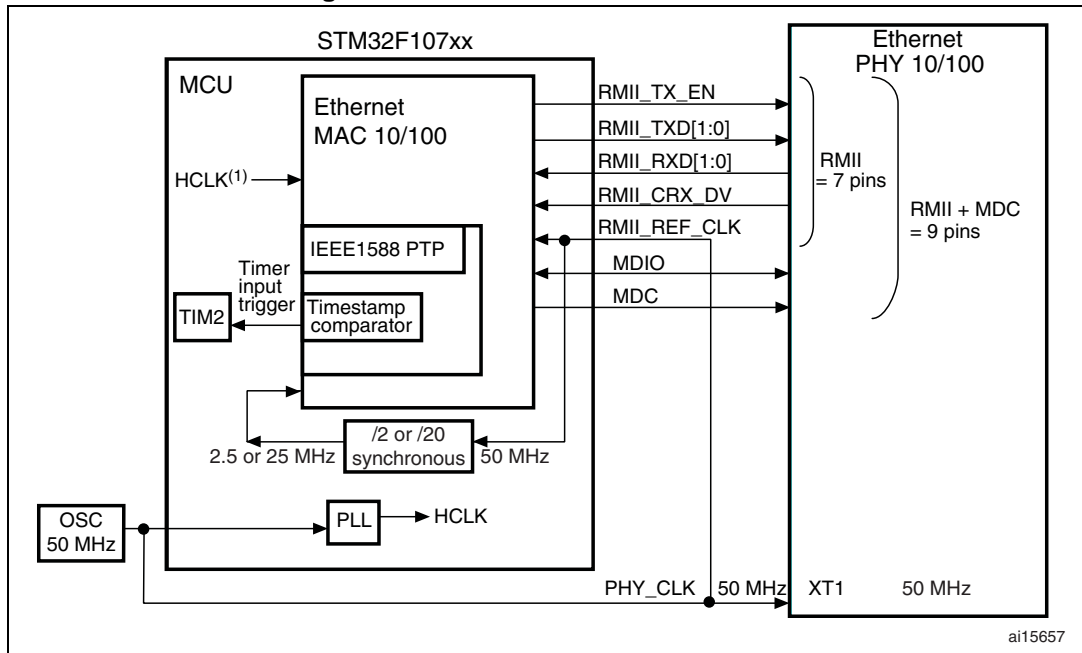 STM32F107xx
MCU
Ethernet
MAC 10/100
HCLK(1)
IEEE1588 PTP
Timer
input
trigger
TIM2
Timestamp
comparator
/2 or /20
synchronous
2.5 or 25 MHz
50 MHz
OSC
50 MHz
PLL
HCLK
RMII_TX_EN
RMII_TXD[1:0]
RMII_RXD[1:0]
RMII_CRX_DV
RMII_REF_CLK
MDIO
MDC
PHY_CLK 50 MHz
Ethernet
PHY 10/100
RMII
= 7 pins
RMII + MDC
= 9 pins
XT1 50 MHz
ai15657